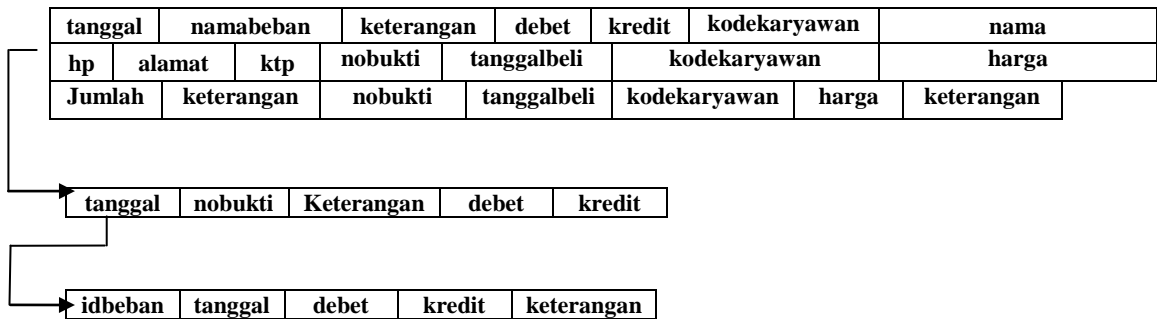 tanggal namabeban keterangan debet kredit kodekaryawan nama
hp alamat ktp nobukti tanggalbeli kodekaryawan harga
Jumlah keterangan nobukti tanggalbeli kodekaryawan harga keterangan
tanggal nobukti Keterangan debet kredit
idbeban tanggal debet kredit keterangan